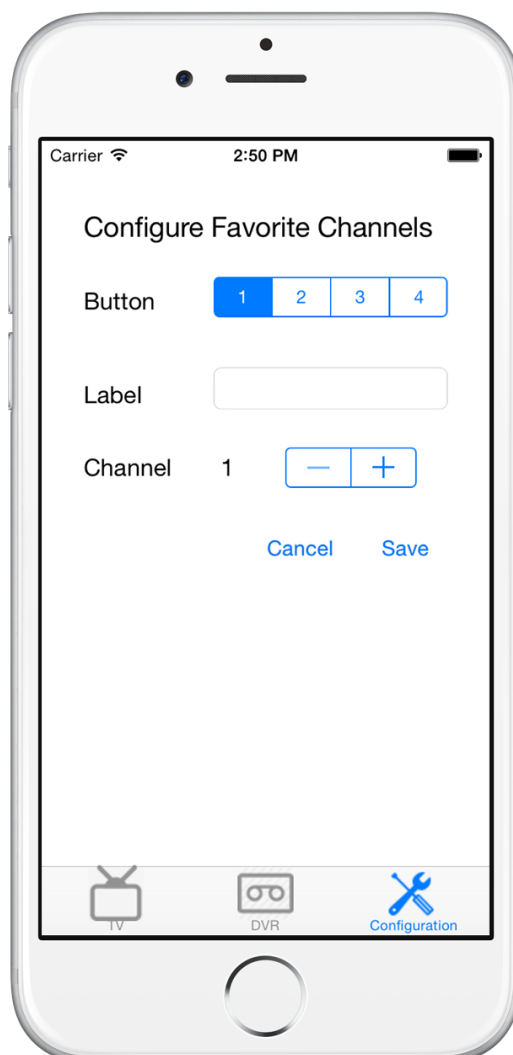 Carrier 2:50 PM
Configure Favorite Channels
Button 1 2 3 4
Label
Channel 1 − +
Cancel Save
TV DVR Configuration